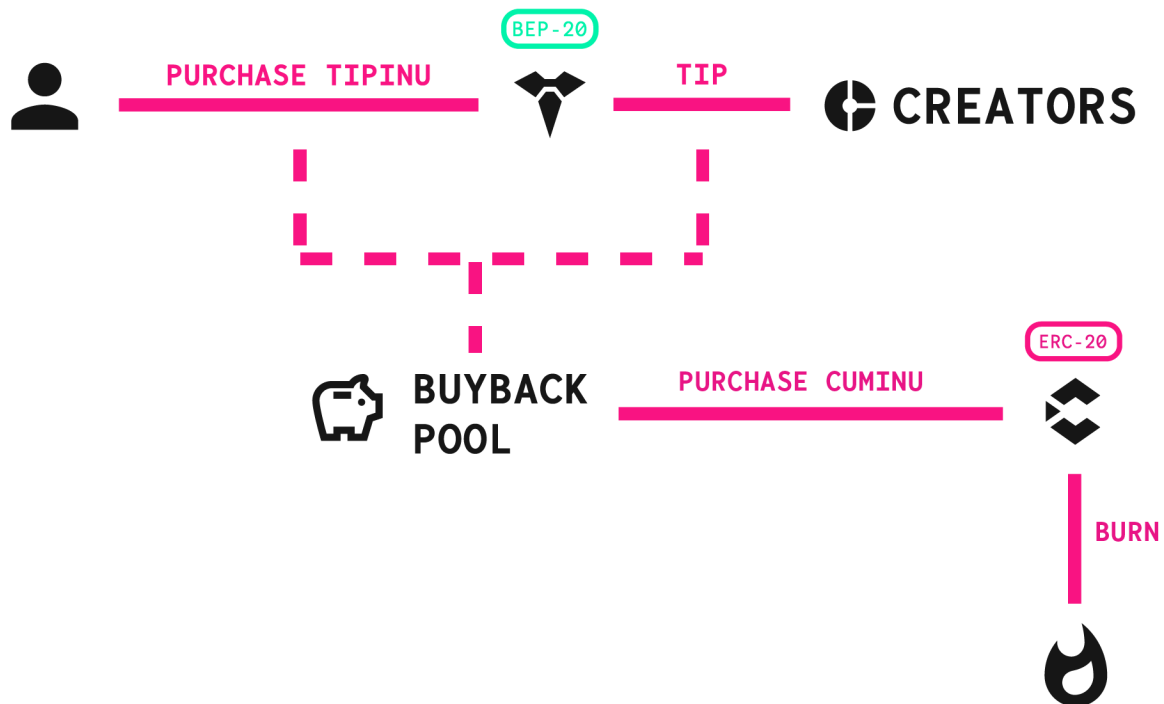 BEP-20
PURCHASE TIPINU
TIP
CREATORS
BUYBACK
POOL
PURCHASE CUMINU
ERC-20
BURN